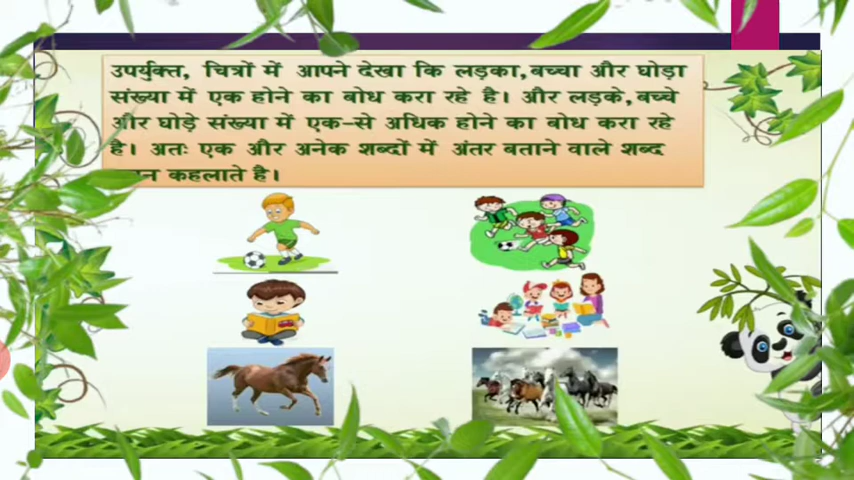 उपर्युक्त, चित्रों में आपने देखा कि लड़का,बच्चा और घोड़ा
संख्या में एक होने का बोध करा रहे है। और लड़के,बच्चे
और घोड़े संख्या में एक-से अधिक होने का बोध करा रहे
है। अतः एक और अनेक शब्दों में अंतर बताने वाले शब्द
कहलाते है।